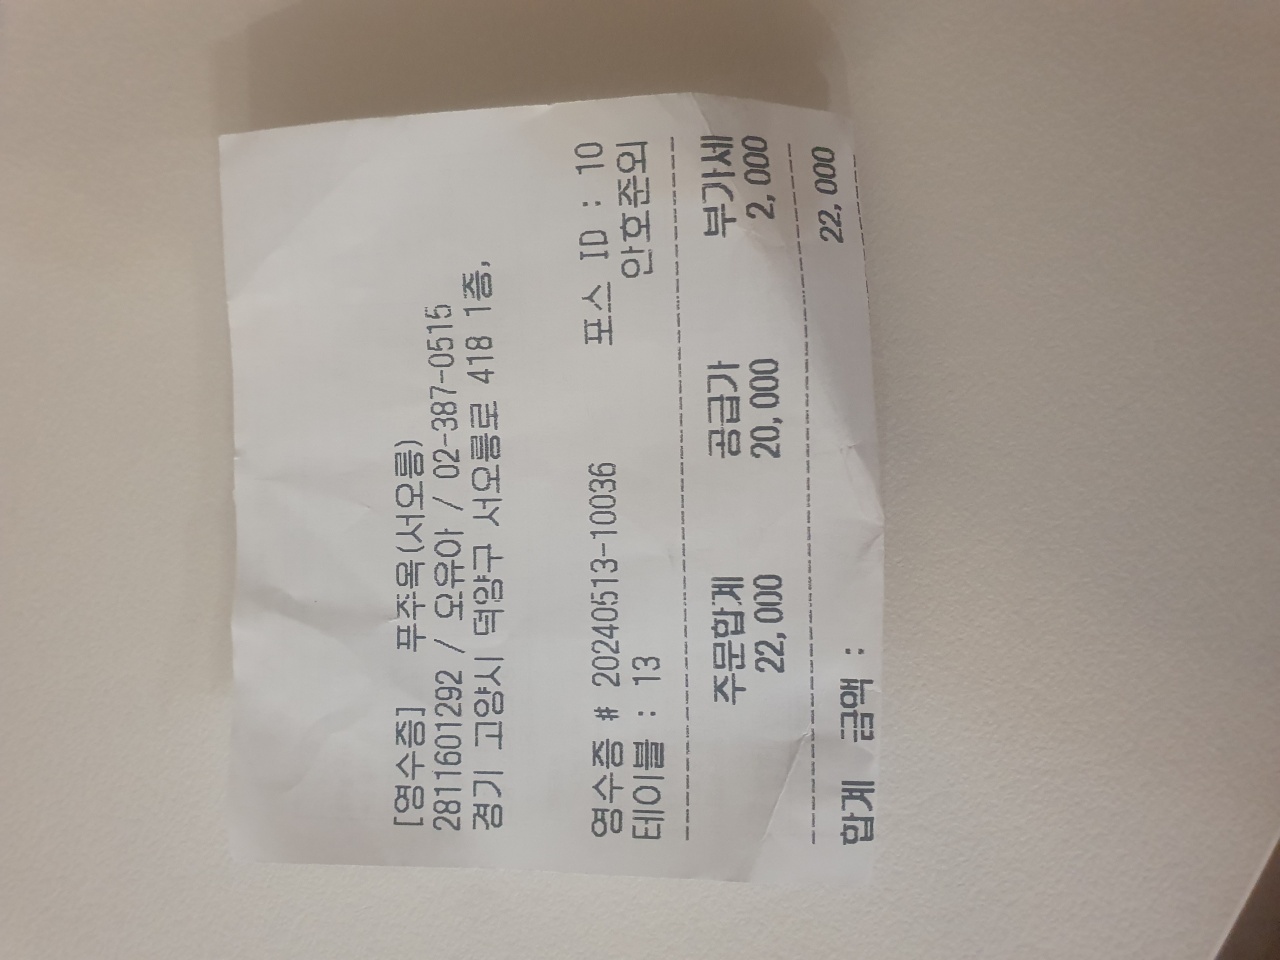 [영수증] 푸주옥(서오릉)
2811601292 / 오유아 / 02-387-0515
경기 고양시 덕양구 서오릉로 418 1층,
영수증 # 20240513-10036 포스 ID : 10
테이블 : 13 안호준외
주문합계 공급가 부가세
22,000 20,000 2,000
합계 금액 : 22,000